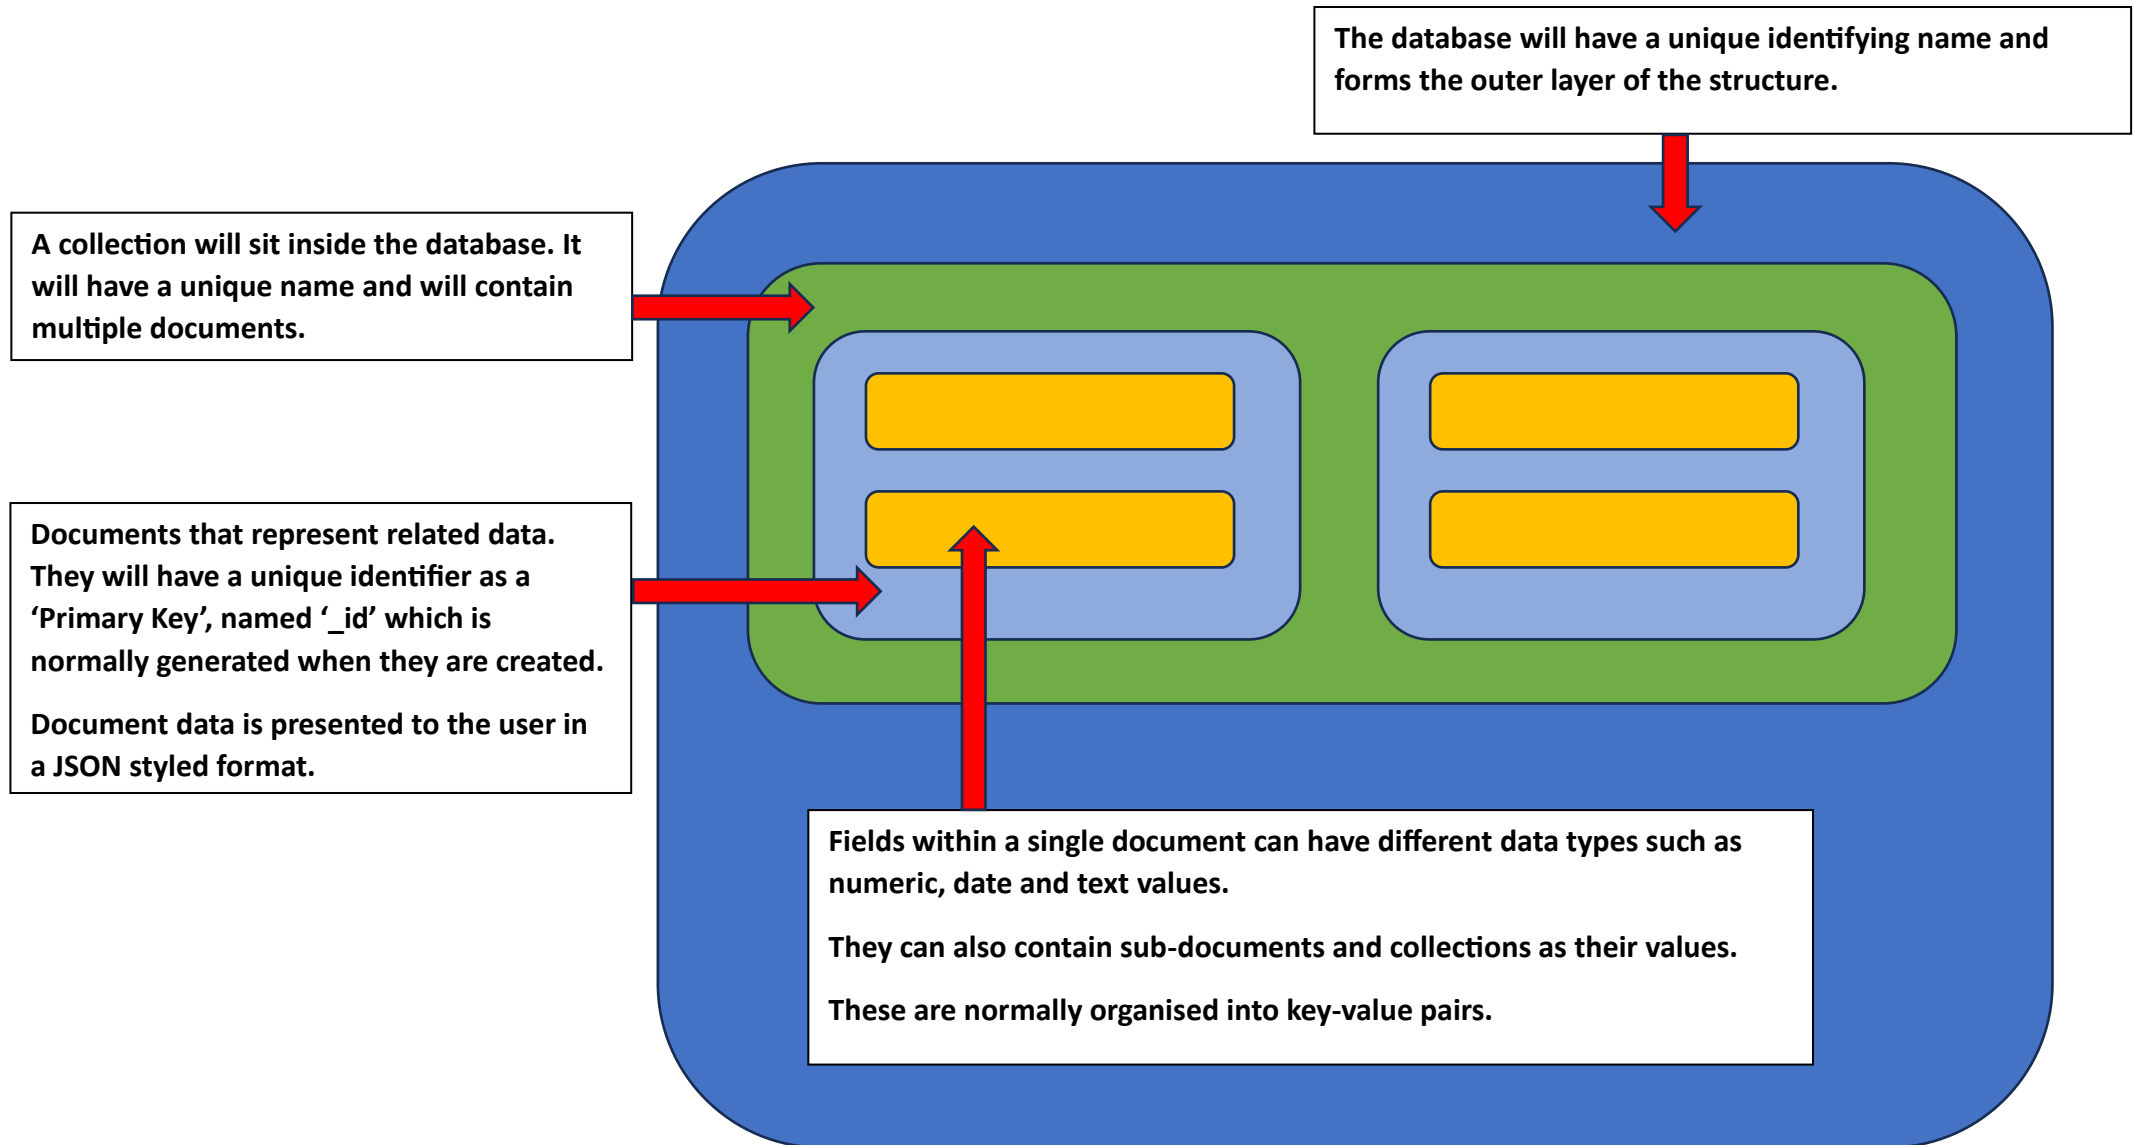 The database will have a unique identifying name and
forms the outer layer of the structure.
A collection will sit inside the database. It
will have a unique name and will contain
multiple documents.
Documents that represent related data.
They will have a unique identifier as a
‘Primary Key’, named ‘_id’ which is
normally generated when they are created.
Document data is presented to the user in
a JSON styled format.
Fields within a single document can have different data types such as
numeric, date and text values.
They can also contain sub-documents and collections as their values.
These are normally organised into key-value pairs.